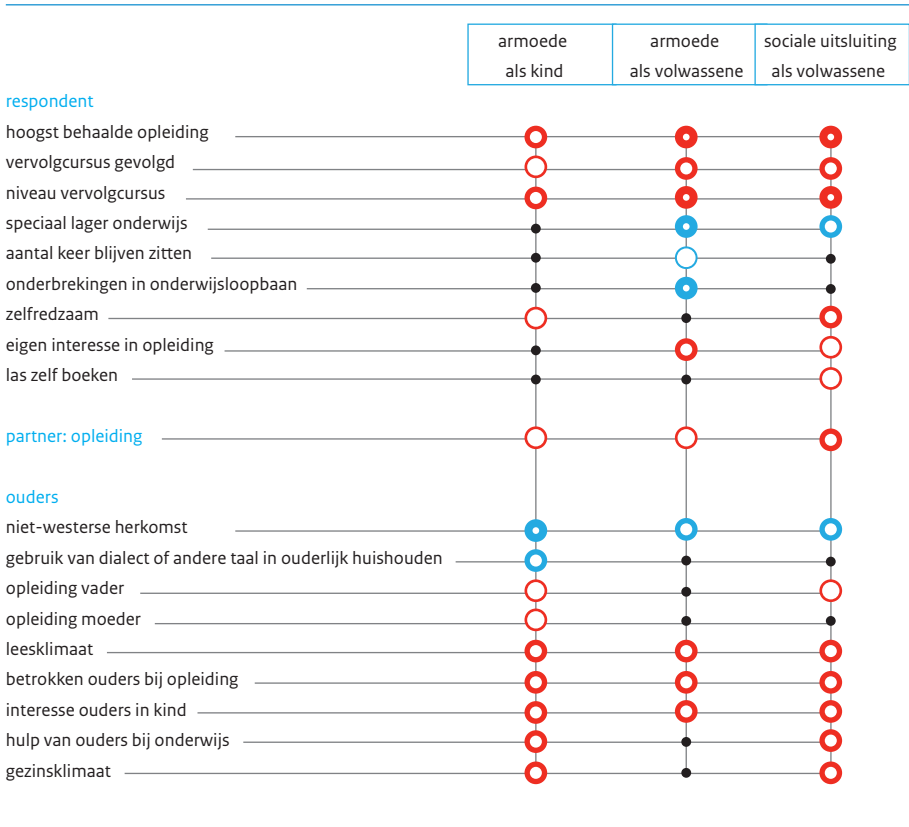 armoede als kind
armoede als volwassene
sociale uitsluiting als volwassene
respondent
hoogst behaalde opleiding
vervolgcursus gevolgd
niveau vervolgcursus
speciaal lager onderwijs
aantal keer blijven zitten
onderbrekingen in onderwijsloopbaan
zelfredzaam
eigen interesse in opleiding
las zelf boeken
partner: opleiding
ouders
niet-westerse herkomst
gebruik van dialect of andere taal in ouderlijk huishouden
opleiding vader
opleiding moeder
leesklimaat
betrokken ouders bij opleiding
interesse ouders in kind
hulp van ouders bij onderwijs
gezinsklimaat